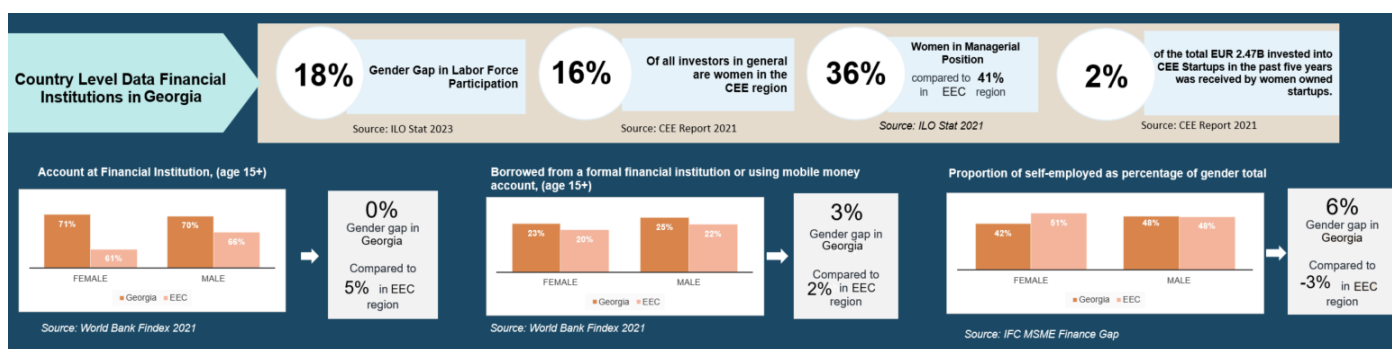 Country Level Data Financial
Institutions in Georgia
18%
Gender Gap in Labor Force
Participation
Source: ILO Stat 2023
16%
Of all investors in general
are women in the
CEE region
Source: CEE Report 2021
36%
Women in Managerial
Position
compared to 41%
in EEC region
Source: ILO Stat 2021
2%
of the total EUR 2.47B invested into
CEE Startups in the past five years
was received by women owned
startups.
Source: CEE Report 2021
Account at Financial Institution, (age 15+)
71%
61%
70%
66%
FEMALE
MALE
Georgia
EEC
Source: World Bank Findex 2021
0%
Gender gap in
Georgia
Compared to
5% in EEC
region
Borrowed from a formal financial institution or using mobile money
account, (age 15+)
23%
20%
25%
22%
FEMALE
MALE
Georgia
EEC
Source: World Bank Findex 2021
3%
Gender gap in
Georgia
Compared to
2% in EEC
region
Proportion of self-employed as percentage of gender total
42%
51%
48%
48%
FEMALE
MALE
Georgia
EEC
Source: IFC MSME Finance Gap
6%
Gender gap in
Georgia
Compared to
-3% in EEC
region